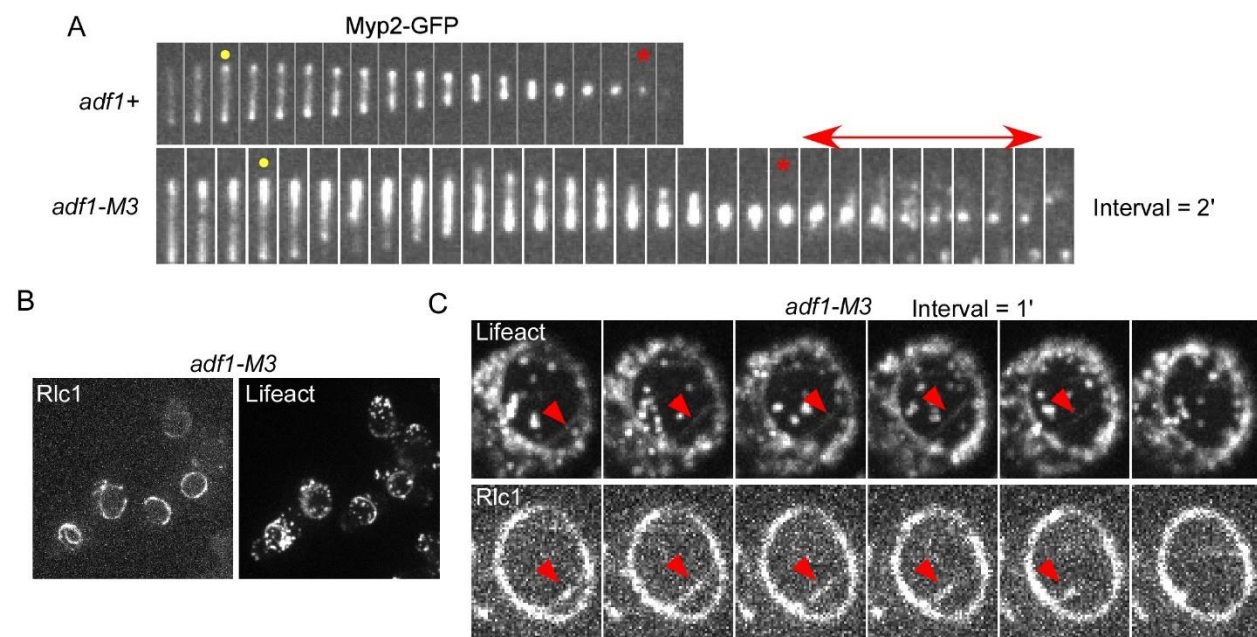 A
Myp2-GFP
adf1+
*
adf1-M3
*
Interval = 2'
B
adf1-M3
Rlc1
Lifeact
C
adf1-M3 Interval = 1'
Lifeact
Rlc1